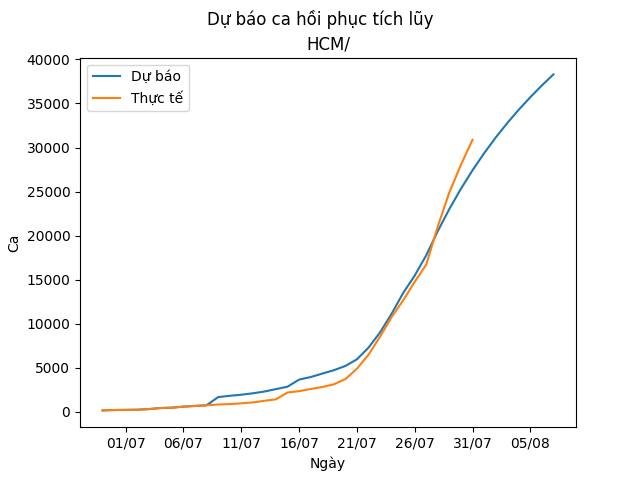 Dự báo ca hồi phục tích lũy
HCM/
Dự báo
Thực tế
40000
35000
30000
25000
20000
15000
10000
5000
0
Ca
01/07 06/07 11/07 16/07 21/07 26/07 31/07 05/08
Ngày